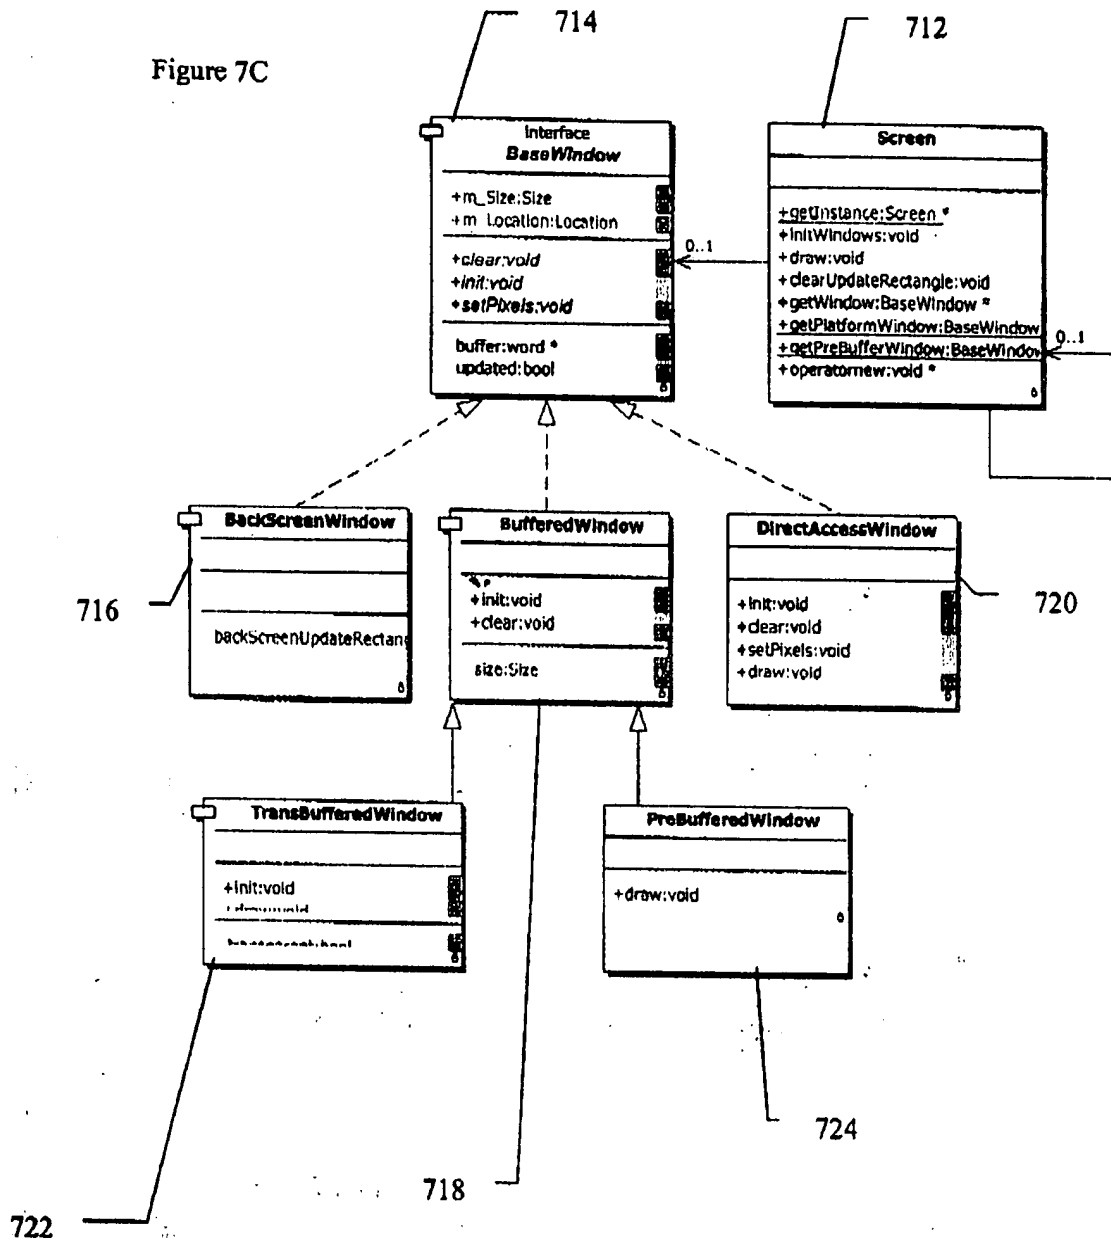 714
712
Figure 7C
Interface
BaseWindow
+m_Size:Size
+m_Location:Location
+clear:void
+init:void
+setPixels:void
buffer:word *
updated:bool
0..1
Screen
+getInstance:Screen *
+initWindows:void
+draw:void
+clearUpdateRectangle:void
+getWindow:BaseWindow *
+getPlatformWindow:BaseWindow
+getPreBufferWindow:BaseWindow
+operatornew:void *
0..1
BackScreenWindow
backScreenUpdateRectang
716
BufferedWindow
+init:void
+clear:void
size:Size
DirectAccessWindow
+init:void
+clear:void
+setPixels:void
+draw:void
720
TransBufferedWindow
+init:void
+draw:void
PreBufferedWindow
+draw:void
724
718
722